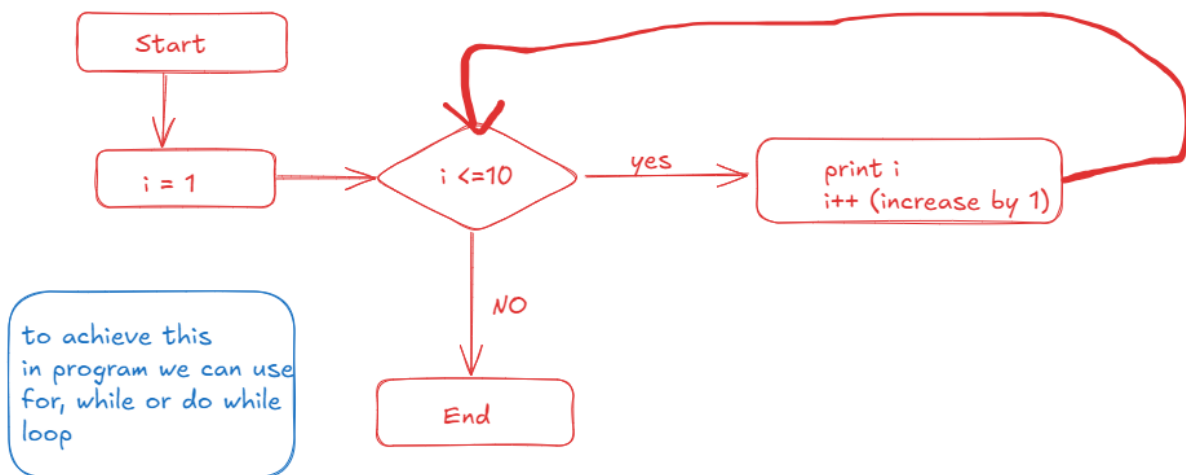 Start
i = 1
i <=10
yes
print i
i++ (increase by 1)
NO
End
to achieve this
in program we can use
for, while or do while
loop